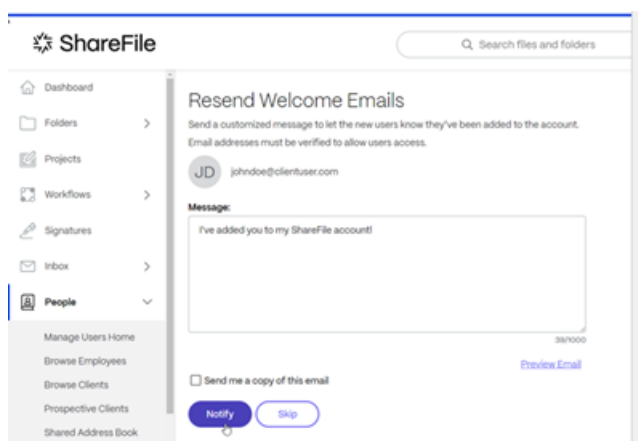 ShareFile
Search files and folders
Dashboard
Folders
Projects
Workflows
Signatures
Inbox
People
Manage Users Home
Browse Employees
Browse Clients
Prospective Clients
Shared Address Book
Resend Welcome Emails
Send a customized message to let the new users know they've been added to the account.
Email addresses must be verified to allow users access.
JD
johndoe@clientuser.com
Message:
I've added you to my ShareFile account!
39/1000
Preview Email
Send me a copy of this email
Notify
Skip